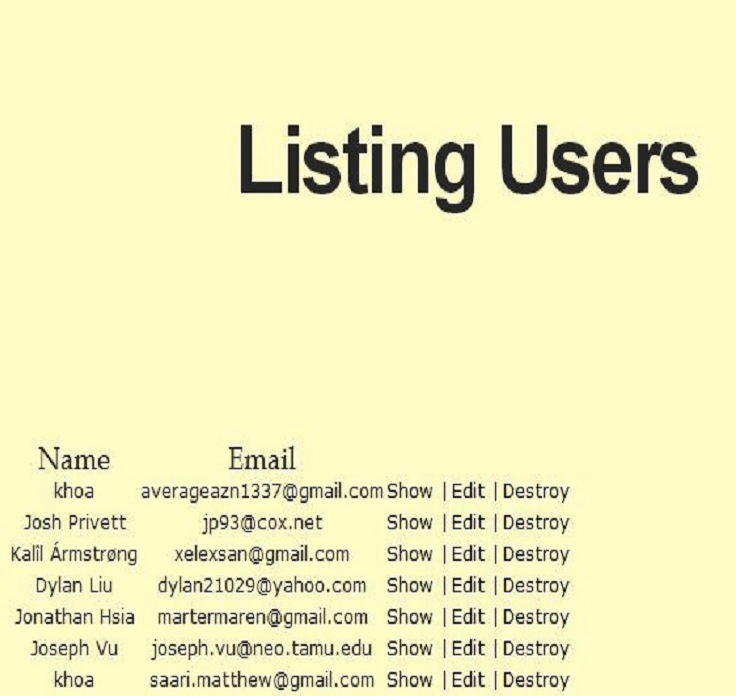 Listing Users
Name Email
khoa averageazn1337@gmail.com Show | Edit | Destroy
Josh Privett jp93@cox.net Show | Edit | Destroy
Kalîl Ármstrøng xelexsan@gmail.com Show | Edit | Destroy
Dylan Liu dylan21029@yahoo.com Show | Edit | Destroy
Jonathan Hsia martermaren@gmail.com Show | Edit | Destroy
Joseph Vu joseph.vu@neo.tamu.edu Show | Edit | Destroy
khoa saari.matthew@gmail.com Show | Edit | Destroy